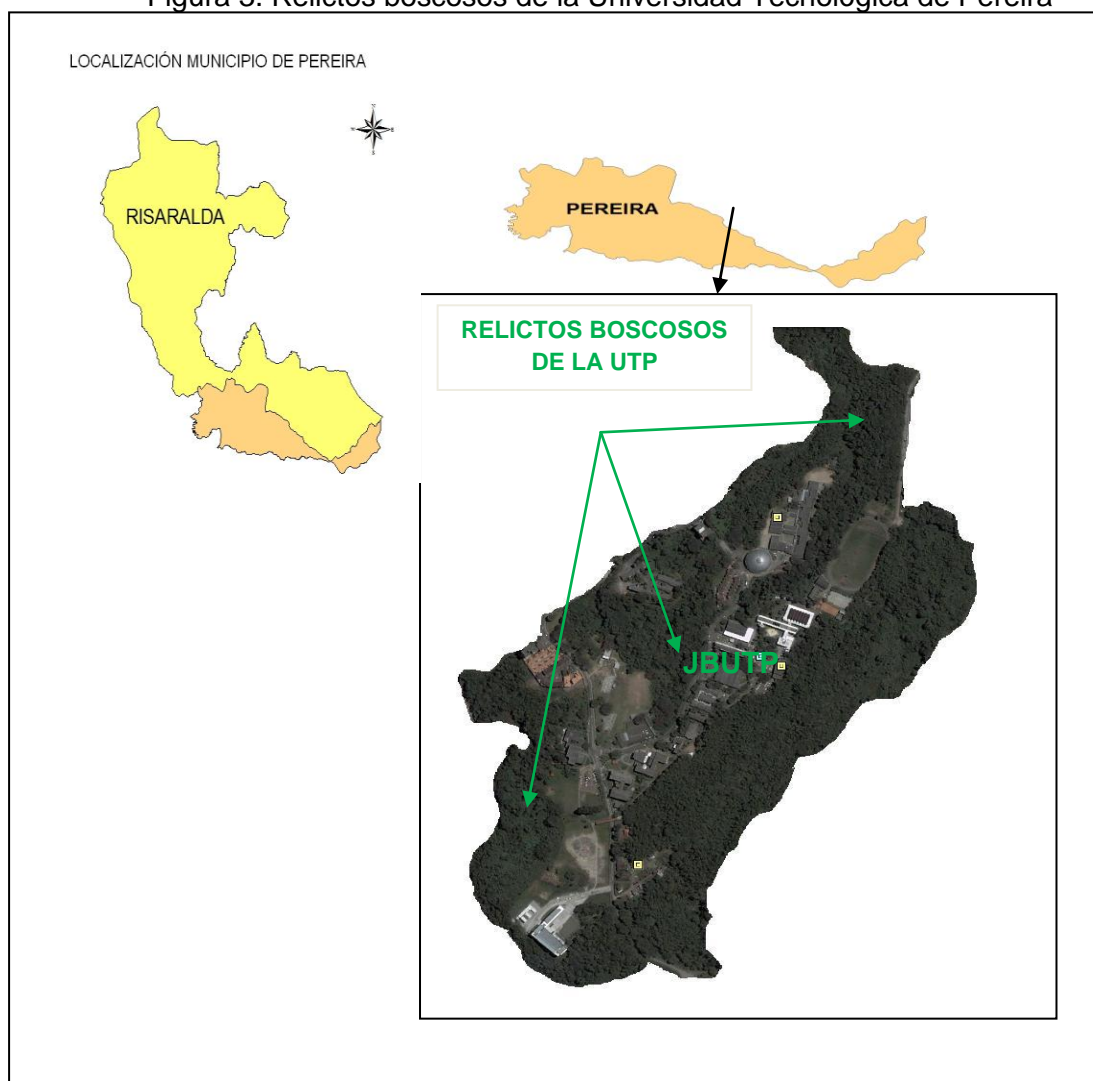 Figura 3. Relictos boscosos de la Universidad Tecnológica de Pereira
LOCALIZACIÓN MUNICIPIO DE PEREIRA
RISARALDA
PEREIRA
RELICTOS BOSCOSOS
DE LA UTP
JBUTP